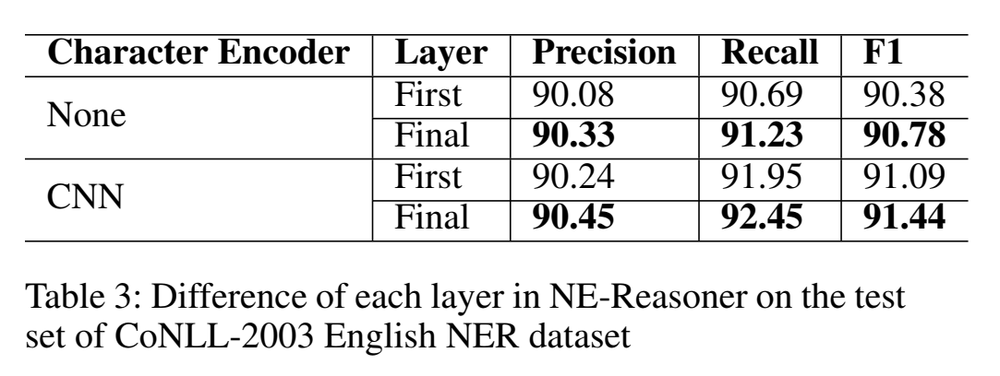 Character Encoder Layer Precision Recall F1
None First 90.08 90.69 90.38
Final 90.33 91.23 90.78
CNN First 90.24 91.95 91.09
Final 90.45 92.45 91.44
Table 3: Difference of each layer in NE-Reasoner on the test
set of CoNLL-2003 English NER dataset